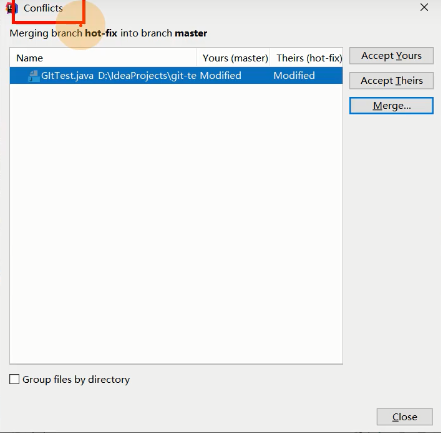 Conflicts
Merging branch hot-fix into branch master
Name Yours (master) Theirs (hot-fix)
GItTest.java D:\IdeaProjects\git-te Modified Modified
Accept Yours
Accept Theirs
Merge...
Group files by directory
Close